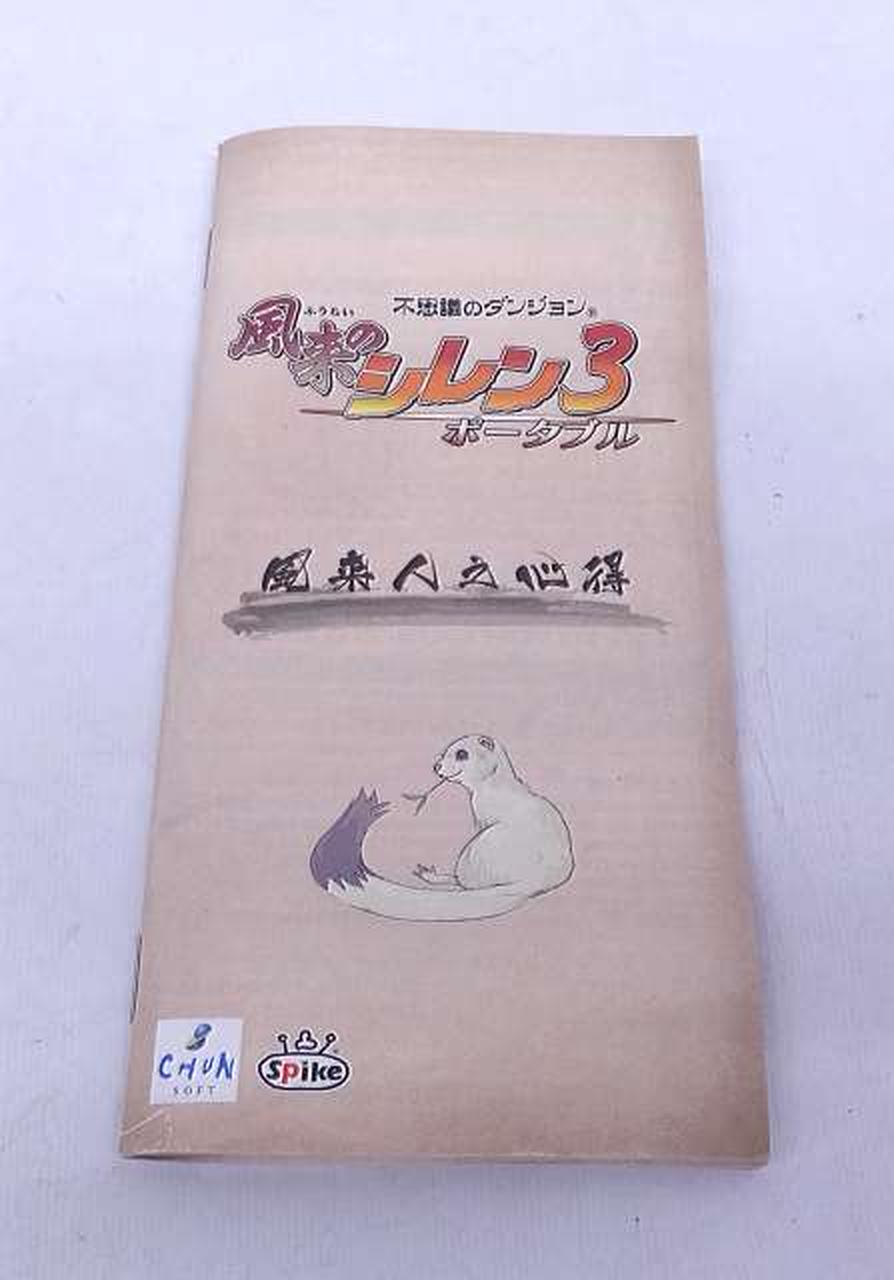 不思議のダンジョン®
ふうらい
風来のシレン3
ポータブル
風来人之心得
CHUN
SOFT
Spike